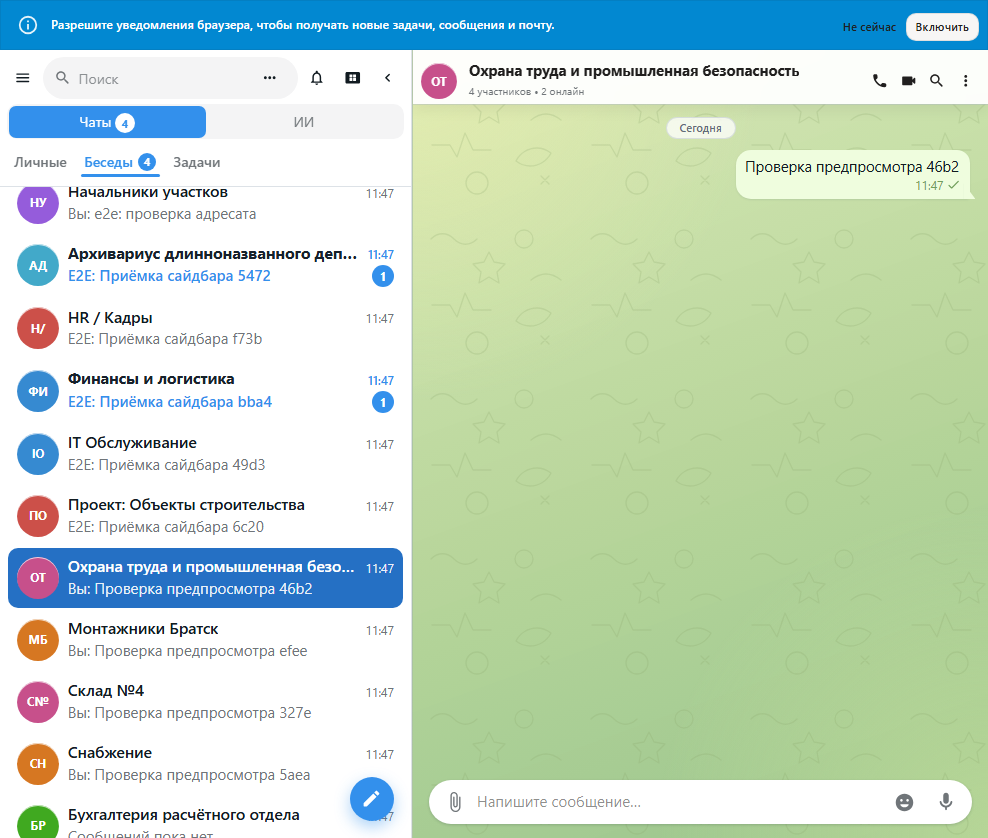 Разрешите уведомления браузера, чтобы получать новые задачи, сообщения и почту.
Не сейчас
Включить
Поиск
Чаты 4
ИИ
Личные
Беседы 4
Задачи
НУ
Начальники участков
11:47
Вы: e2e: проверка адресата
АД
Архивариус длинноназванного деп...
11:47
E2E: Приёмка сайдбара 5472
1
Н/
HR / Кадры
11:47
E2E: Приёмка сайдбара f73b
ФИ
Финансы и логистика
11:47
E2E: Приёмка сайдбара bba4
1
IО
IT Обслуживание
11:47
E2E: Приёмка сайдбара 49d3
ПО
Проект: Объекты строительства
11:47
E2E: Приёмка сайдбара 6c20
ОТ
Охрана труда и промышленная безо...
11:47
Вы: Проверка предпросмотра 46b2
МБ
Монтажники Братск
11:47
Вы: Проверка предпросмотра efee
С№
Склад №4
11:47
Вы: Проверка предпросмотра 327e
СН
Снабжение
11:47
Вы: Проверка предпросмотра 5aea
БР
Бухгалтерия расчётного отдела
Сообщений пока нет
ОТ
Охрана труда и промышленная безопасность
4 участников • 2 онлайн
Сегодня
Проверка предпросмотра 46b2
11:47
Напишите сообщение...